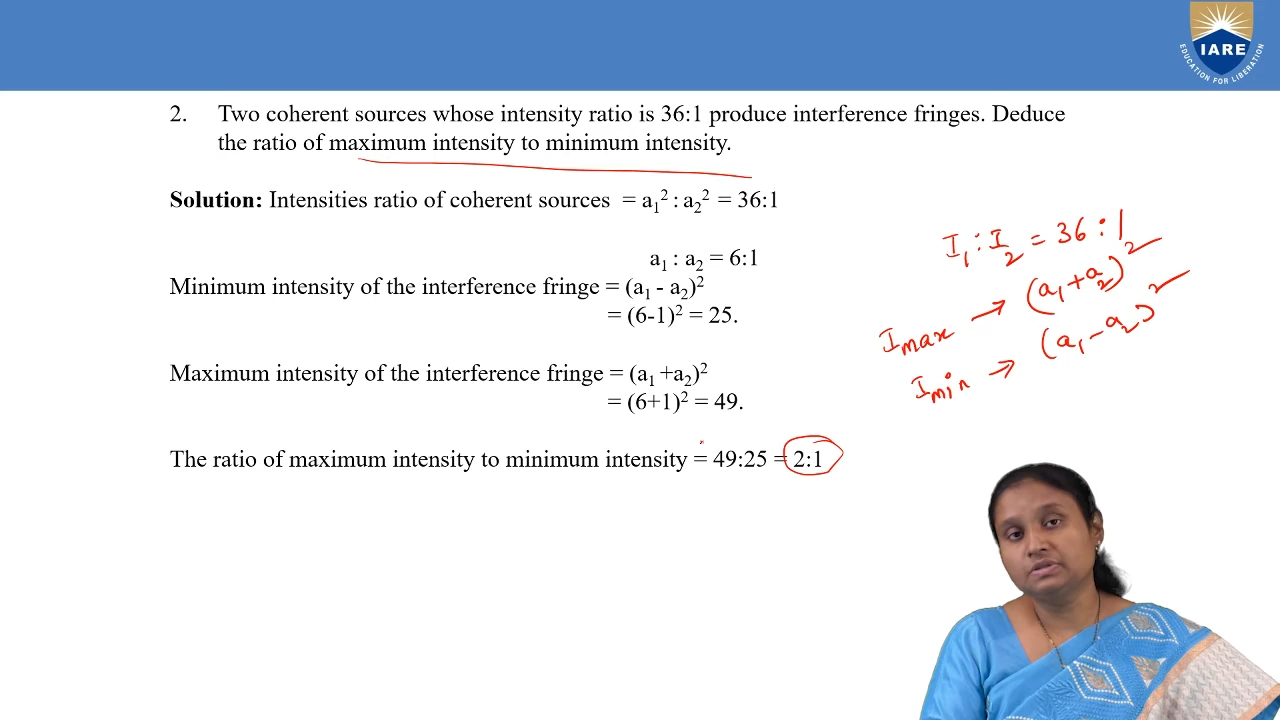 IARE
EDUCATION FOR LIBERATION
2. Two coherent sources whose intensity ratio is 36:1 produce interference fringes. Deduce
the ratio of maximum intensity to minimum intensity.
Solution: Intensities ratio of coherent sources = a₁² : a₂² = 36:1
a₁ : a₂ = 6:1
Minimum intensity of the interference fringe = (a₁ - a₂)²
= (6-1)² = 25.
Maximum intensity of the interference fringe = (a₁ +a₂)²
= (6+1)² = 49.
The ratio of maximum intensity to minimum intensity = 49:25 = 2:1
I₁ : I₂ = 36 : 1
I max → (a₁ + a₂)²
I min → (a₁ - a₂)²